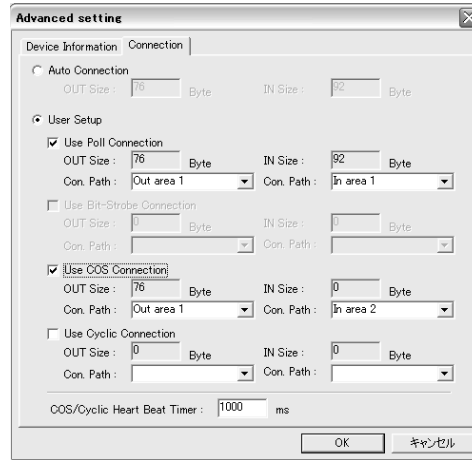 Advanced setting
Device Information Connection
Auto Connection
OUT Size : 76 Byte IN Size : 92 Byte
User Setup
Use Poll Connection
OUT Size : 76 Byte IN Size : 92 Byte
Con. Path : Out area 1 Con. Path : In area 1
Use Bit-Strobe Connection
OUT Size : 0 Byte IN Size : 0 Byte
Con. Path : Con. Path :
Use COS Connection
OUT Size : 76 Byte IN Size : 0 Byte
Con. Path : Out area 1 Con. Path : In area 2
Use Cyclic Connection
OUT Size : 0 Byte IN Size : 0 Byte
Con. Path : Con. Path :
COS/Cyclic Heart Beat Timer : 1000 ms
OK キャンセル